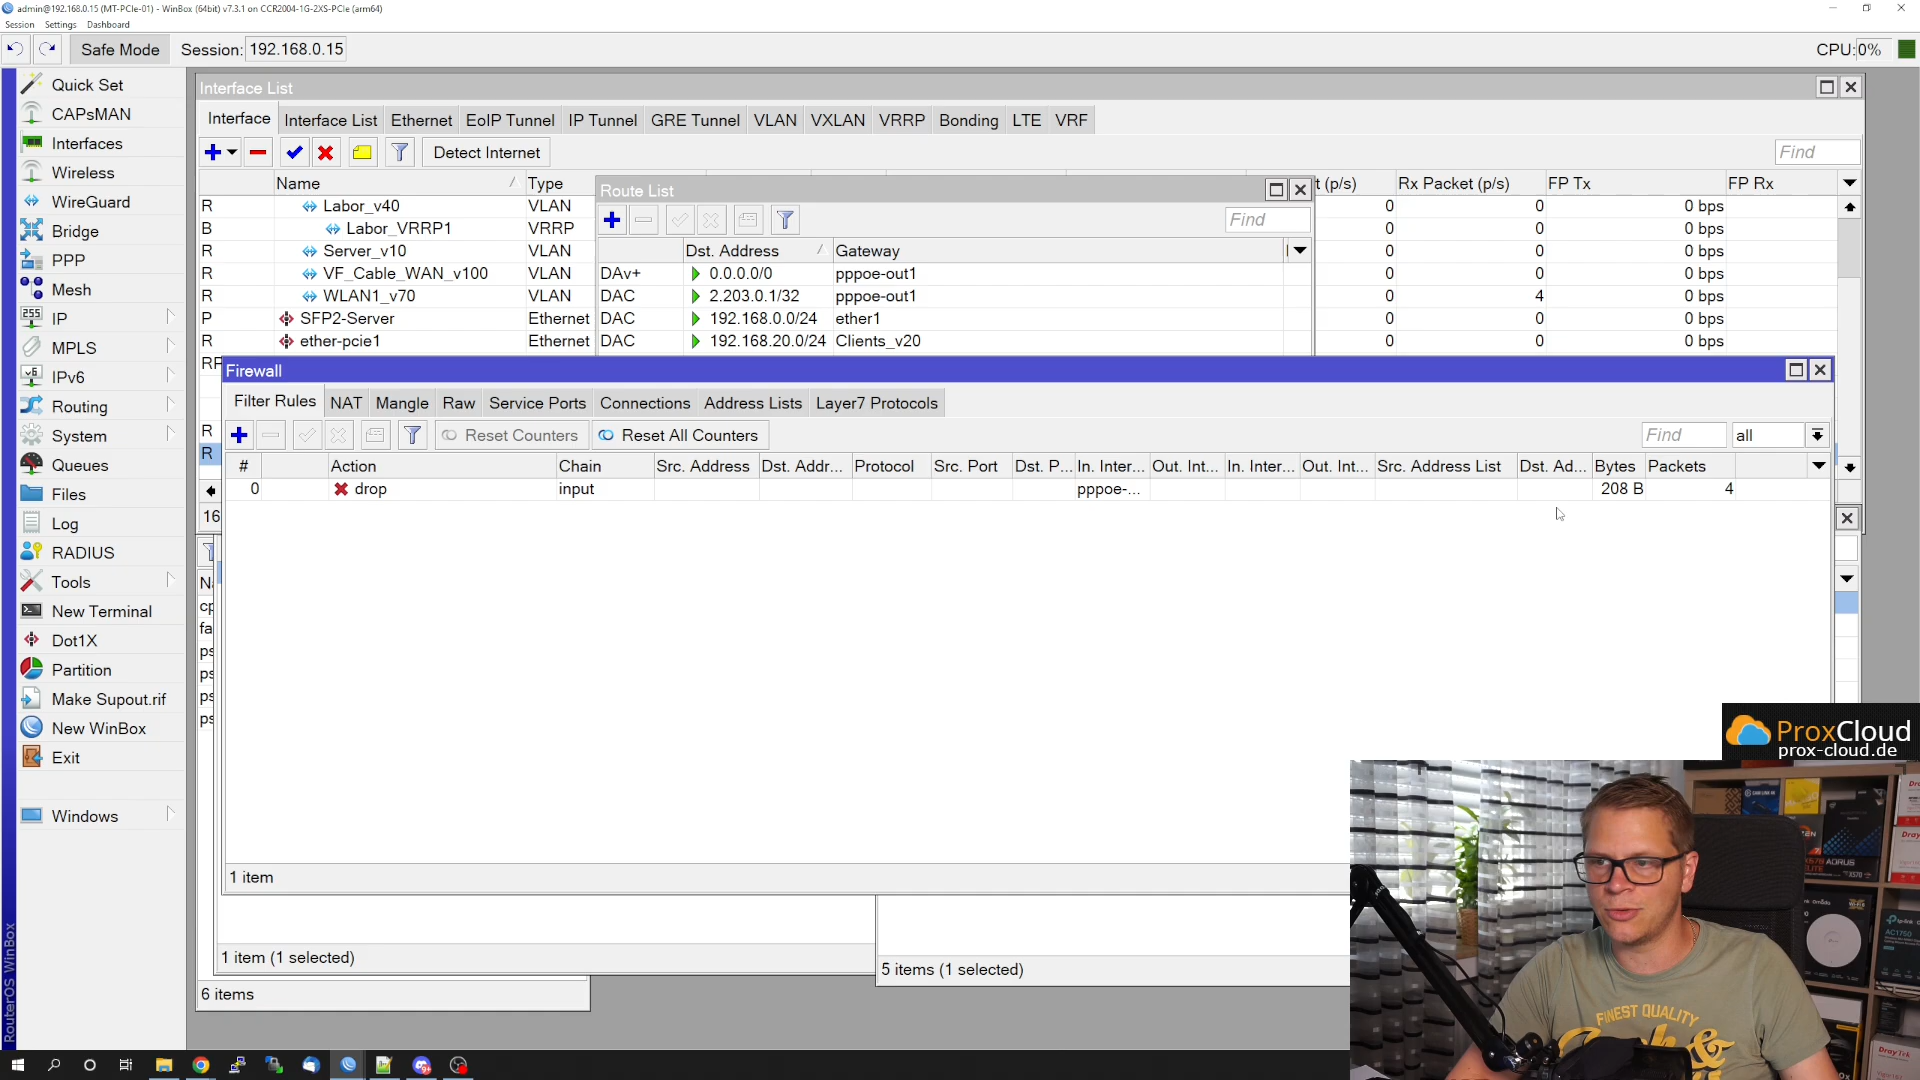 admin@192.168.0.15 (MT-PCIe-01) - WinBox (64bit) v7.3.1 on CCR2004-1G-2XS-PCIe (arm64)
Session Settings Dashboard
Safe Mode Session: 192.168.0.15 CPU:0%
Quick Set
CAPsMAN
Interfaces
Wireless
WireGuard
Bridge
PPP
Mesh
IP
MPLS
IPv6
Routing
System
Queues
Files
Log
RADIUS
Tools
New Terminal
Dot1X
Partition
Make Supout.rif
New WinBox
Exit
Windows
RouterOS WinBox
Interface List
Interface Interface List Ethernet EoIP Tunnel IP Tunnel GRE Tunnel VLAN VXLAN VRRP Bonding LTE VRF
Detect Internet Find
Name Type t (p/s) Rx Packet (p/s) FP Tx FP Rx
R Labor_v40 VLAN 0 0 0 bps
B Labor_VRRP1 VRRP 0 0 0 bps
R Server_v10 VLAN 0 0 0 bps
R VF_Cable_WAN_v100 VLAN 0 0 0 bps
R WLAN1_v70 VLAN 0 4 0 bps
P SFP2-Server Ethernet 0 0 0 bps
R ether-pcie1 Ethernet 0 0 0 bps
R
R
16
Route List
Find
Dst. Address Gateway
DAv+ 0.0.0.0/0 pppoe-out1
DAC 2.203.0.1/32 pppoe-out1
DAC 192.168.0.0/24 ether1
DAC 192.168.20.0/24 Clients_v20
Firewall
Filter Rules NAT Mangle Raw Service Ports Connections Address Lists Layer7 Protocols
Reset Counters Reset All Counters Find all
# Action Chain Src. Address Dst. Addr... Protocol Src. Port Dst. P... In. Inter... Out. Int... In. Inter... Out. Int... Src. Address List Dst. Ad... Bytes Packets
0 drop input pppoe-... 208 B 4
1 item
1 item (1 selected)
5 items (1 selected)
6 items
ProxCloud
prox-cloud.de
FINEST QUALITY
AORUS
X570
AC1750
DrayTek